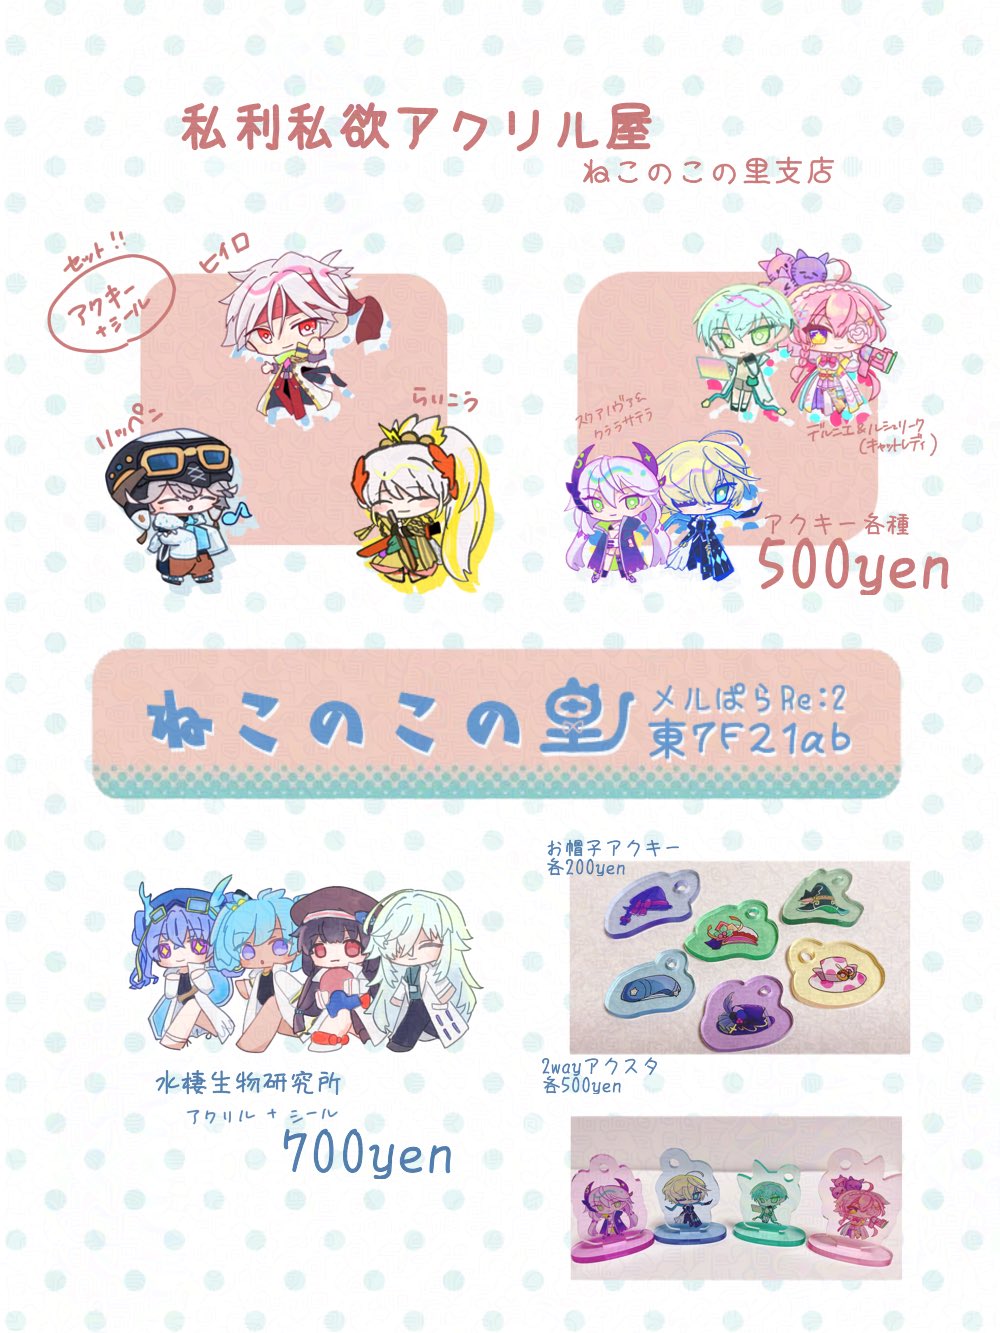 私利私欲アクリル屋
ねこのこの里支店
セット!!
アクキー
+シール
ヒイロ
リッペン
らいこう
スクアノヴァ&
クララサテラ
デルニエ&ルシュリーク
(キャットレディ)
アクキー各種
500yen
ねこのこの里
メルぱらRe:2
東7F21ab
水棲生物研究所
アクリル + シール
700yen
お帽子アクキー
各200yen
2wayアクスタ
各500yen